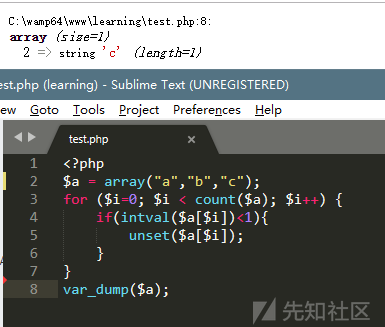 C:\wamp64\www\learning\test.php:8:
array (size=1)
2 => string 'c' (length=1)
test.php (learning) - Sublime Text (UNREGISTERED)
ew Goto Tools Project Preferences Help
test.php ×
1 <?php
2 $a = array("a","b","c");
3 for ($i=0; $i < count($a); $i++) {
4 if(intval($a[$i])<1){
5 unset($a[$i]);
6 }
7 }
8 var_dump($a);
先知社区